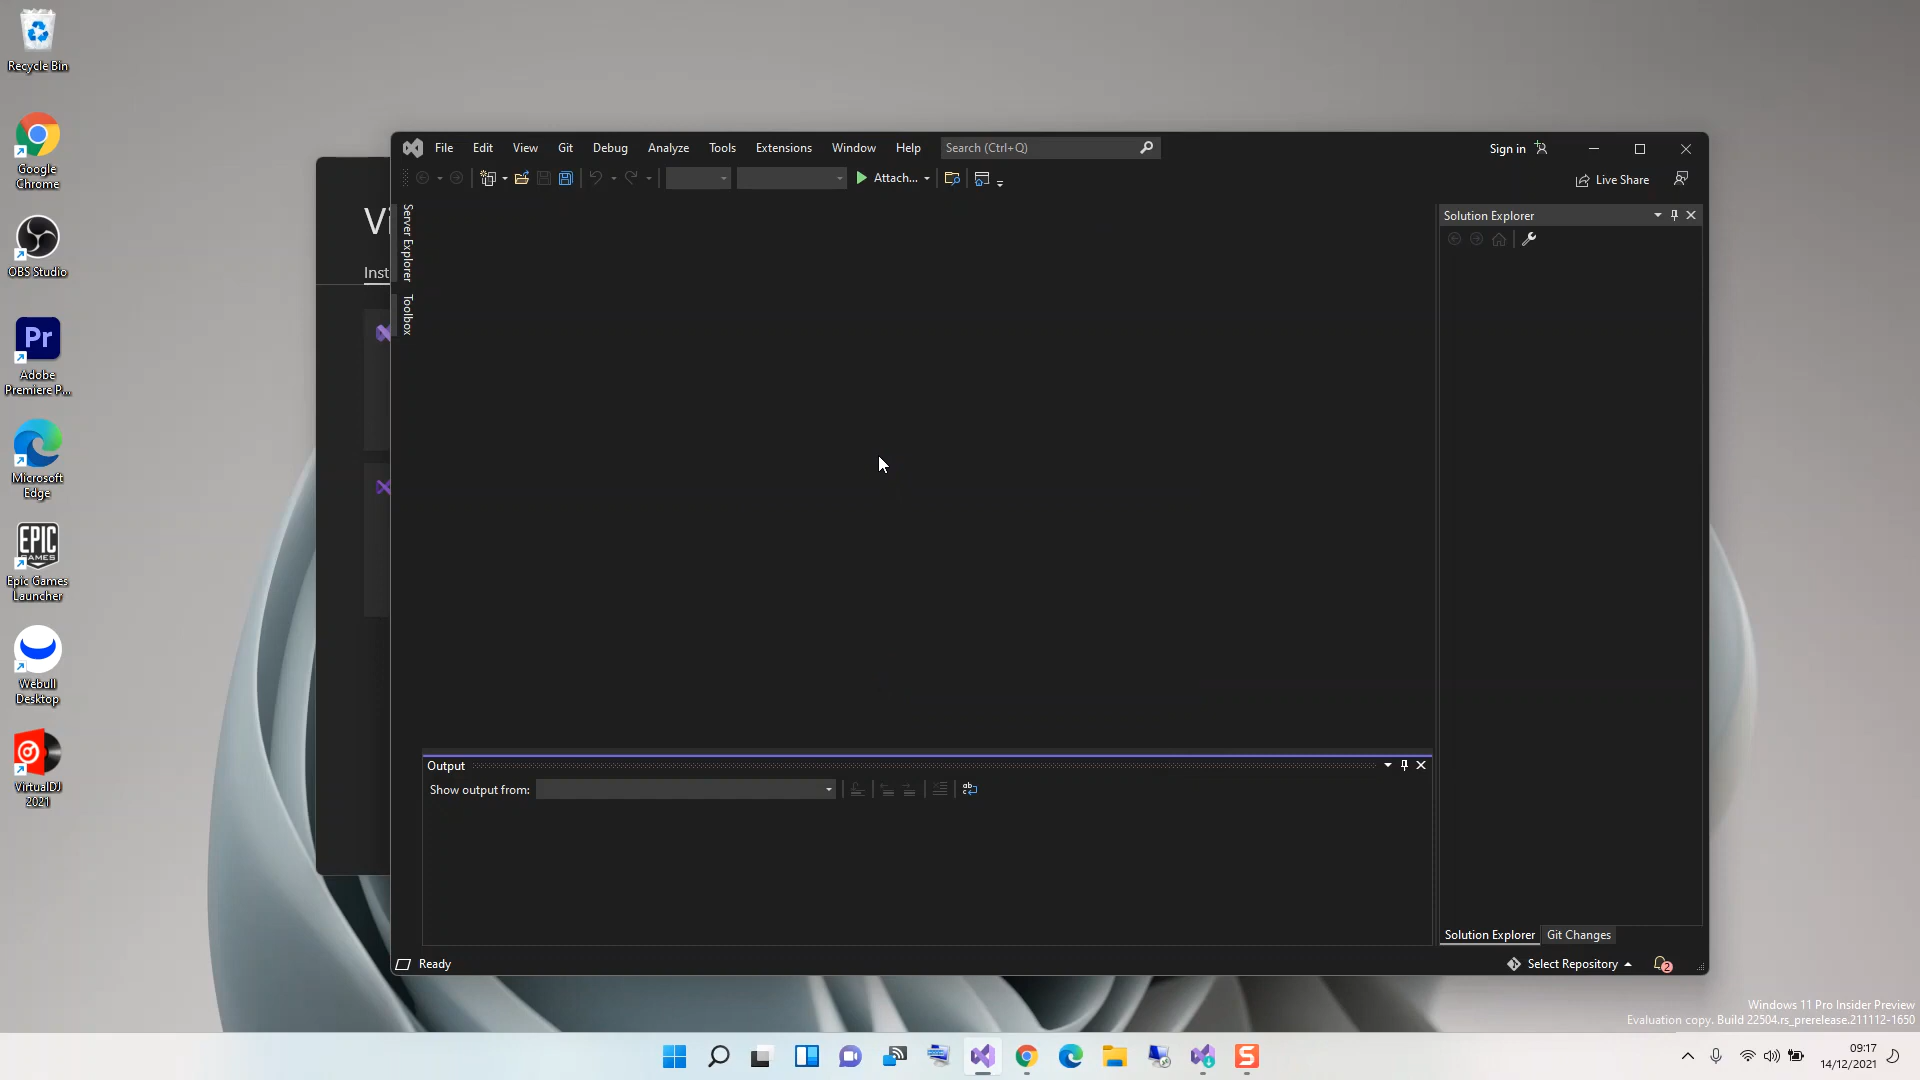 Recycle Bin
Google
Chrome
OBS Studio
Pr
Adobe
Premiere P...
Microsoft
Edge
EPIC
GAMES
Epic Games
Launcher
Webull
Desktop
VirtualDJ
2021
Vi
Inst
File Edit View Git Debug Analyze Tools Extensions Window Help Search (Ctrl+Q) Sign in
Attach...
Live Share
Server Explorer
Toolbox
Solution Explorer
Output
Show output from:
Solution Explorer Git Changes
Ready
Select Repository
2
Windows 11 Pro Insider Preview
Evaluation copy. Build 22504.rs_prerelease.211112-1650
S
09:17
14/12/2021